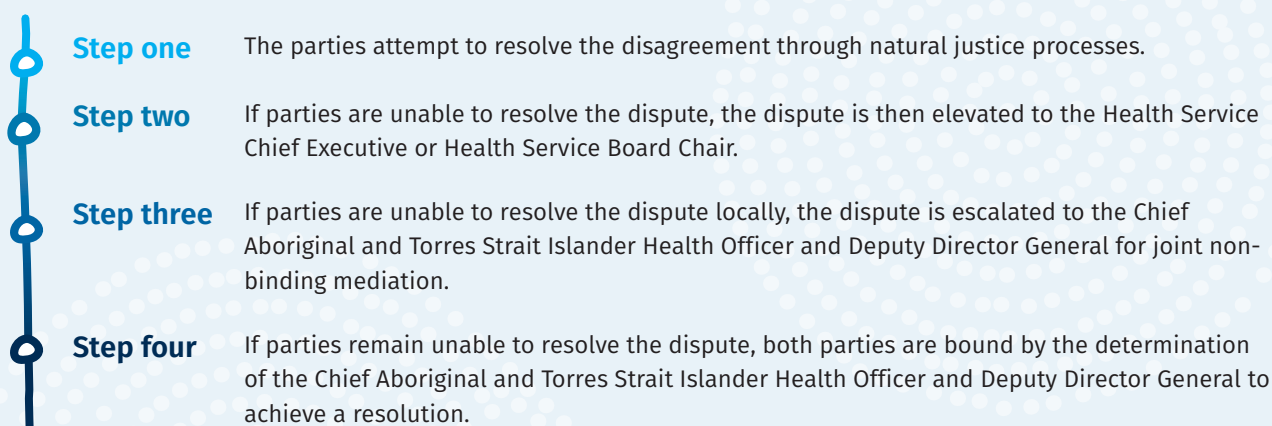 Step one The parties attempt to resolve the disagreement through natural justice processes.
Step two If parties are unable to resolve the dispute, the dispute is then elevated to the Health Service
Chief Executive or Health Service Board Chair.
Step three If parties are unable to resolve the dispute locally, the dispute is escalated to the Chief
Aboriginal and Torres Strait Islander Health Officer and Deputy Director General for joint non-
binding mediation.
Step four If parties remain unable to resolve the dispute, both parties are bound by the determination
of the Chief Aboriginal and Torres Strait Islander Health Officer and Deputy Director General to
achieve a resolution.